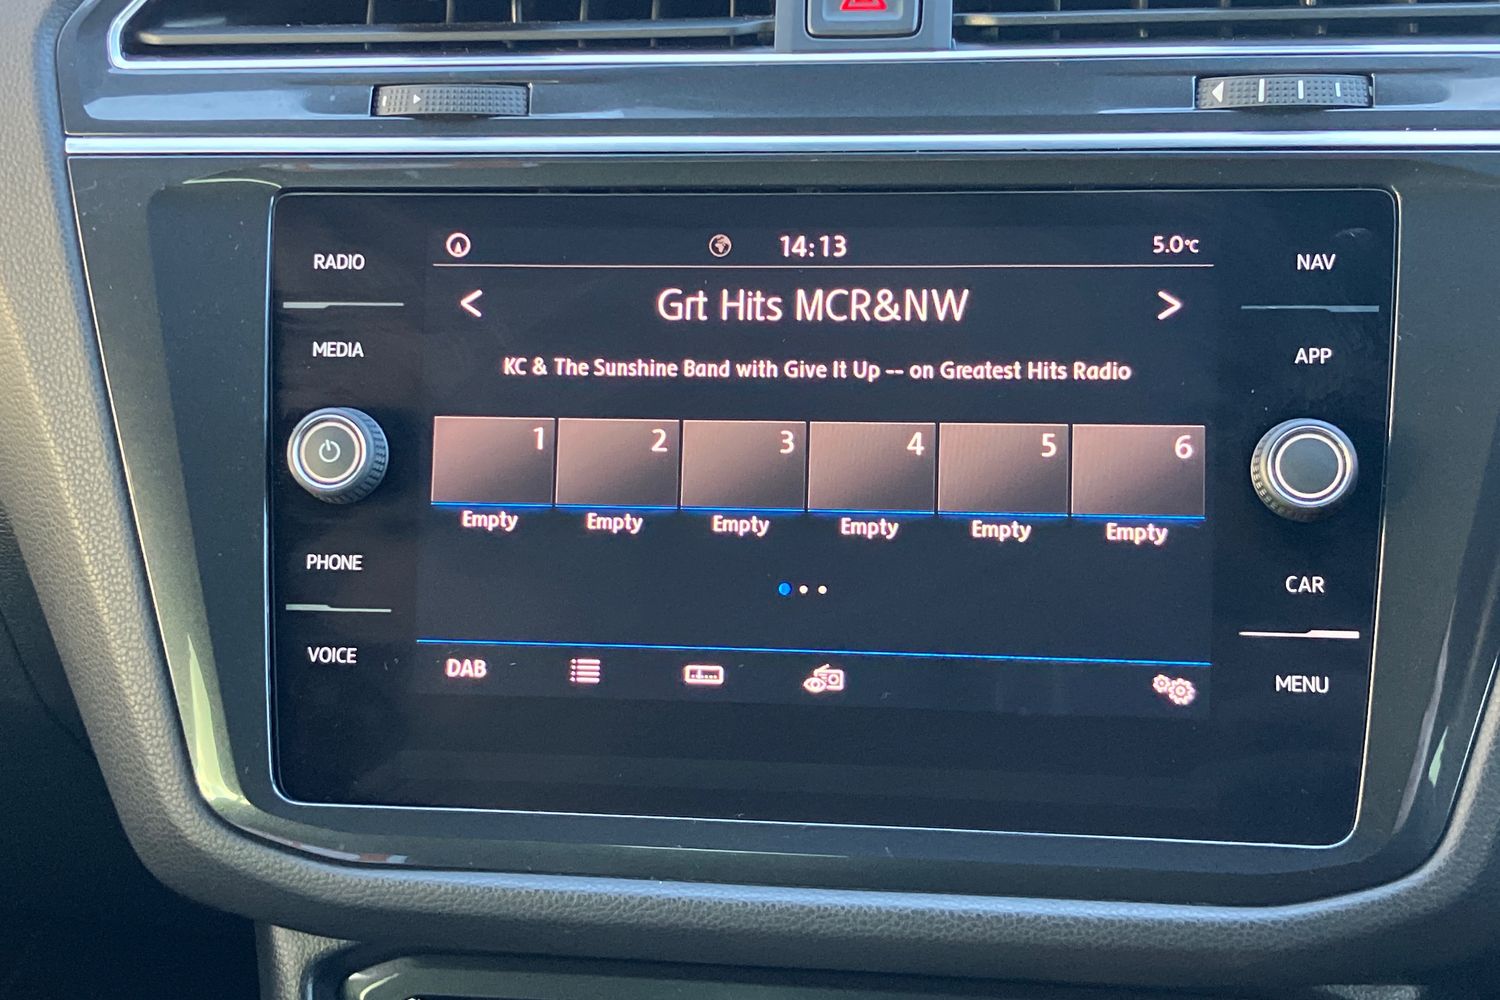 14:13
5.0°C
RADIO
NAV
< Grt Hits MCR&NW >
MEDIA
APP
KC & The Sunshine Band with Give It Up -- on Greatest Hits Radio
1 2 3 4 5 6
Empty Empty Empty Empty Empty Empty
PHONE
CAR
VOICE
DAB
MENU